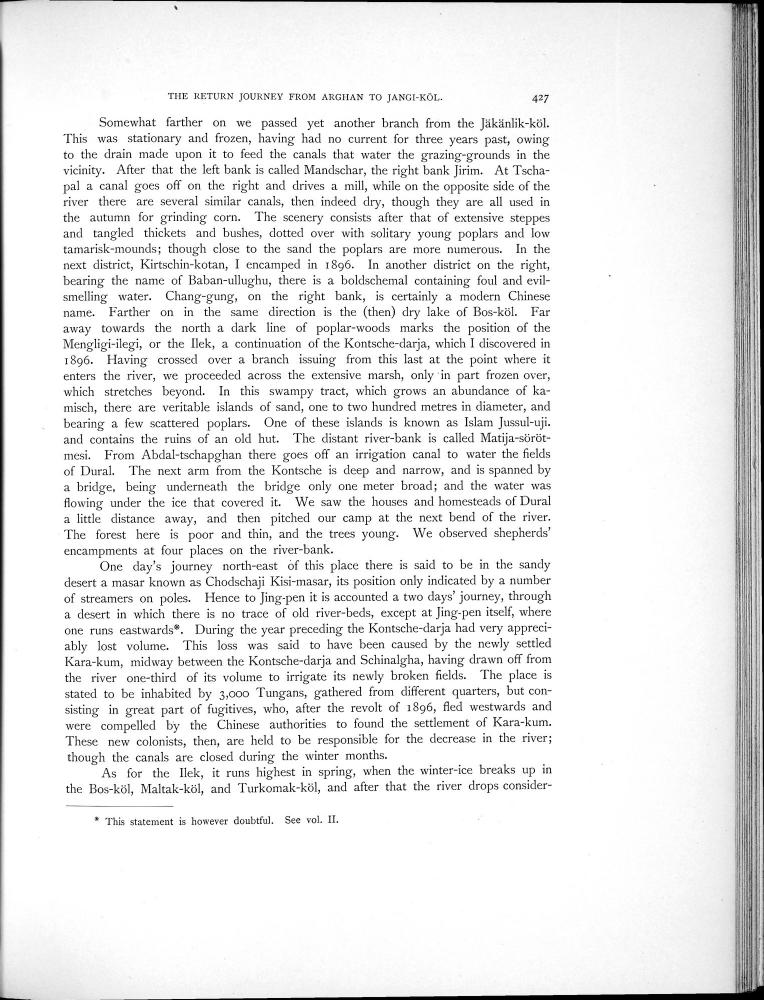 THE RETURN JOURNEY FROM ARGHAN TO JANGI-KÖL. 427
Somewhat farther on we passed yet another branch from the Jäkänlik-köl.
This was stationary and frozen, having had no current for three years past, owing
to the drain made upon it to feed the canals that water the grazing-grounds in the
vicinity. After that the left bank is called Mandschar, the right bank Jirim. At Tscha-
pal a canal goes off on the right and drives a mill, while on the opposite side of the
river there are several similar canals, then indeed dry, though they are all used in
the autumn for grinding corn. The scenery consists after that of extensive steppes
and tangled thickets and bushes, dotted over with solitary young poplars and low
tamarisk-mounds; though close to the sand the poplars are more numerous. In the
next district, Kirtschin-kotan, I encamped in 1896. In another district on the right,
bearing the name of Baban-ullughu, there is a boldschemal containing foul and evil-
smelling water. Chang-gung, on the right bank, is certainly a modern Chinese
name. Farther on in the same direction is the (then) dry lake of Bos-köl. Far
away towards the north a dark line of poplar-woods marks the position of the
Mengligi-ilegi, or the Ilek, a continuation of the Kontsche-darja, which I discovered in
1896. Having crossed over a branch issuing from this last at the point where it
enters the river, we proceeded across the extensive marsh, only in part frozen over,
which stretches beyond. In this swampy tract, which grows an abundance of ka-
misch, there are veritable islands of sand, one to two hundred metres in diameter, and
bearing a few scattered poplars. One of these islands is known as Islam Jussul-uji.
and contains the ruins of an old hut. The distant river-bank is called Matija-söröt-
mesi. From Abdal-tschapghan there goes off an irrigation canal to water the fields
of Dural. The next arm from the Kontsche is deep and narrow, and is spanned by
a bridge, being underneath the bridge only one meter broad; and the water was
flowing under the ice that covered it. We saw the houses and homesteads of Dural
a little distance away, and then pitched our camp at the next bend of the river.
The forest here is poor and thin, and the trees young. We observed shepherds'
encampments at four places on the river-bank.
One day's journey north-east of this place there is said to be in the sandy
desert a masar known as Chodschaji Kisi-masar, its position only indicated by a number
of streamers on poles. Hence to Jing-pen it is accounted a two days' journey, through
a desert in which there is no trace of old river-beds, except at Jing-pen itself, where
one runs eastwards*. During the year preceding the Kontsche-darja had very appreci-
ably lost volume. This loss was said to have been caused by the newly settled
Kara-kum, midway between the Kontsche-darja and Schinalgha, having drawn off from
the river one-third of its volume to irrigate its newly broken fields. The place is
stated to be inhabited by 3,000 Tungans, gathered from different quarters, but con-
sisting in great part of fugitives, who, after the revolt of 1896, fled westwards and
were compelled by the Chinese authorities to found the settlement of Kara-kum.
These new colonists, then, are held to be responsible for the decrease in the river;
though the canals are closed during the winter months.
As for the Ilek, it runs highest in spring, when the winter-ice breaks up in
the Bos-köl, Maltak-köl, and Turkomak-köl, and after that the river drops consider-
* This statement is however doubtful. See vol. II.